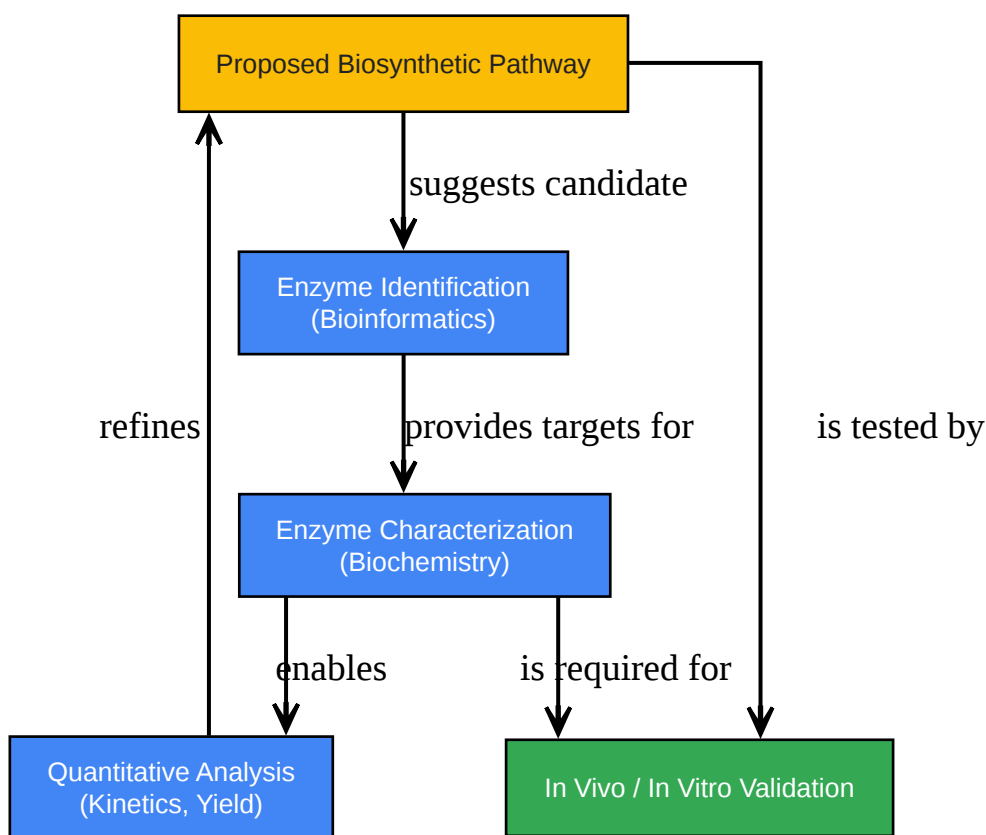 Proposed Biosynthetic Pathway
suggests candidate
Enzyme Identification
(Bioinformatics)
refines
provides targets for
is tested by
Enzyme Characterization
(Biochemistry)
enables
is required for
Quantitative Analysis
(Kinetics, Yield)
In Vivo / In Vitro Validation